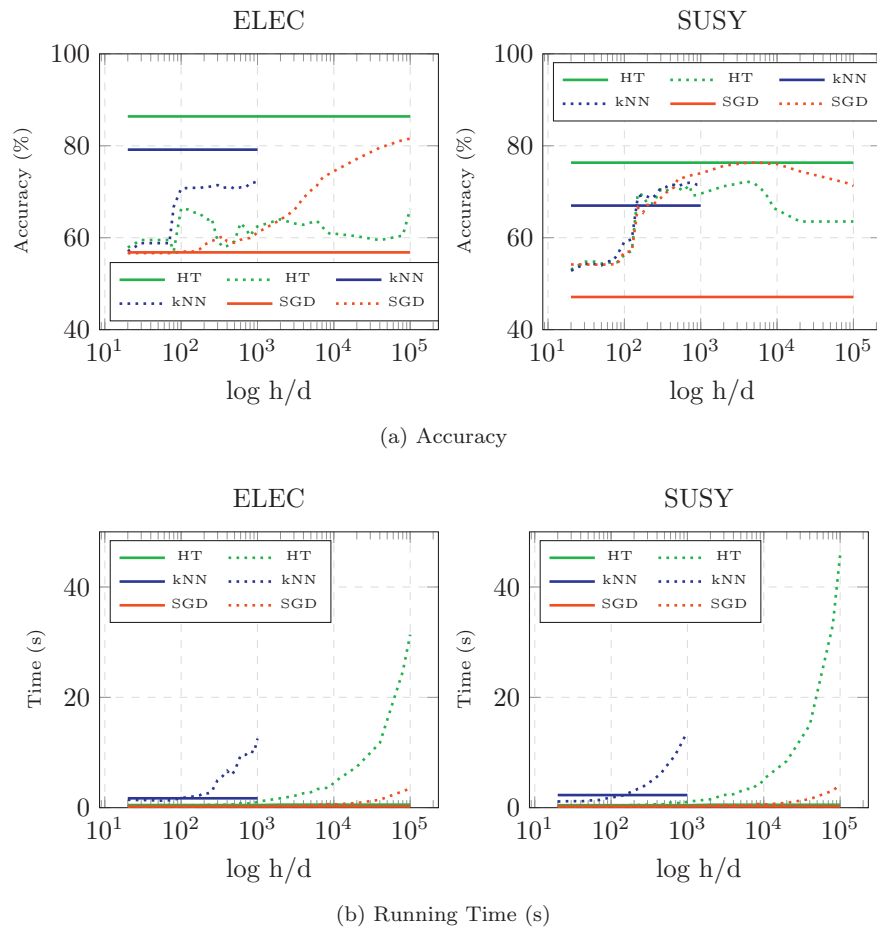 ELEC SUSY
100 100
HT HT kNN
kNN SGD SGD
80 80
Accuracy (%) Accuracy (%)
60 60
HT HT kNN
kNN SGD SGD
40 40
10^1 10^2 10^3 10^4 10^5 10^1 10^2 10^3 10^4 10^5
log h/d log h/d
(a) Accuracy
ELEC SUSY
HT HT HT HT
kNN kNN kNN kNN
SGD SGD SGD SGD
40 40
Time (s) Time (s)
20 20
0 0
10^1 10^2 10^3 10^4 10^5 10^1 10^2 10^3 10^4 10^5
log h/d log h/d
(b) Running Time (s)